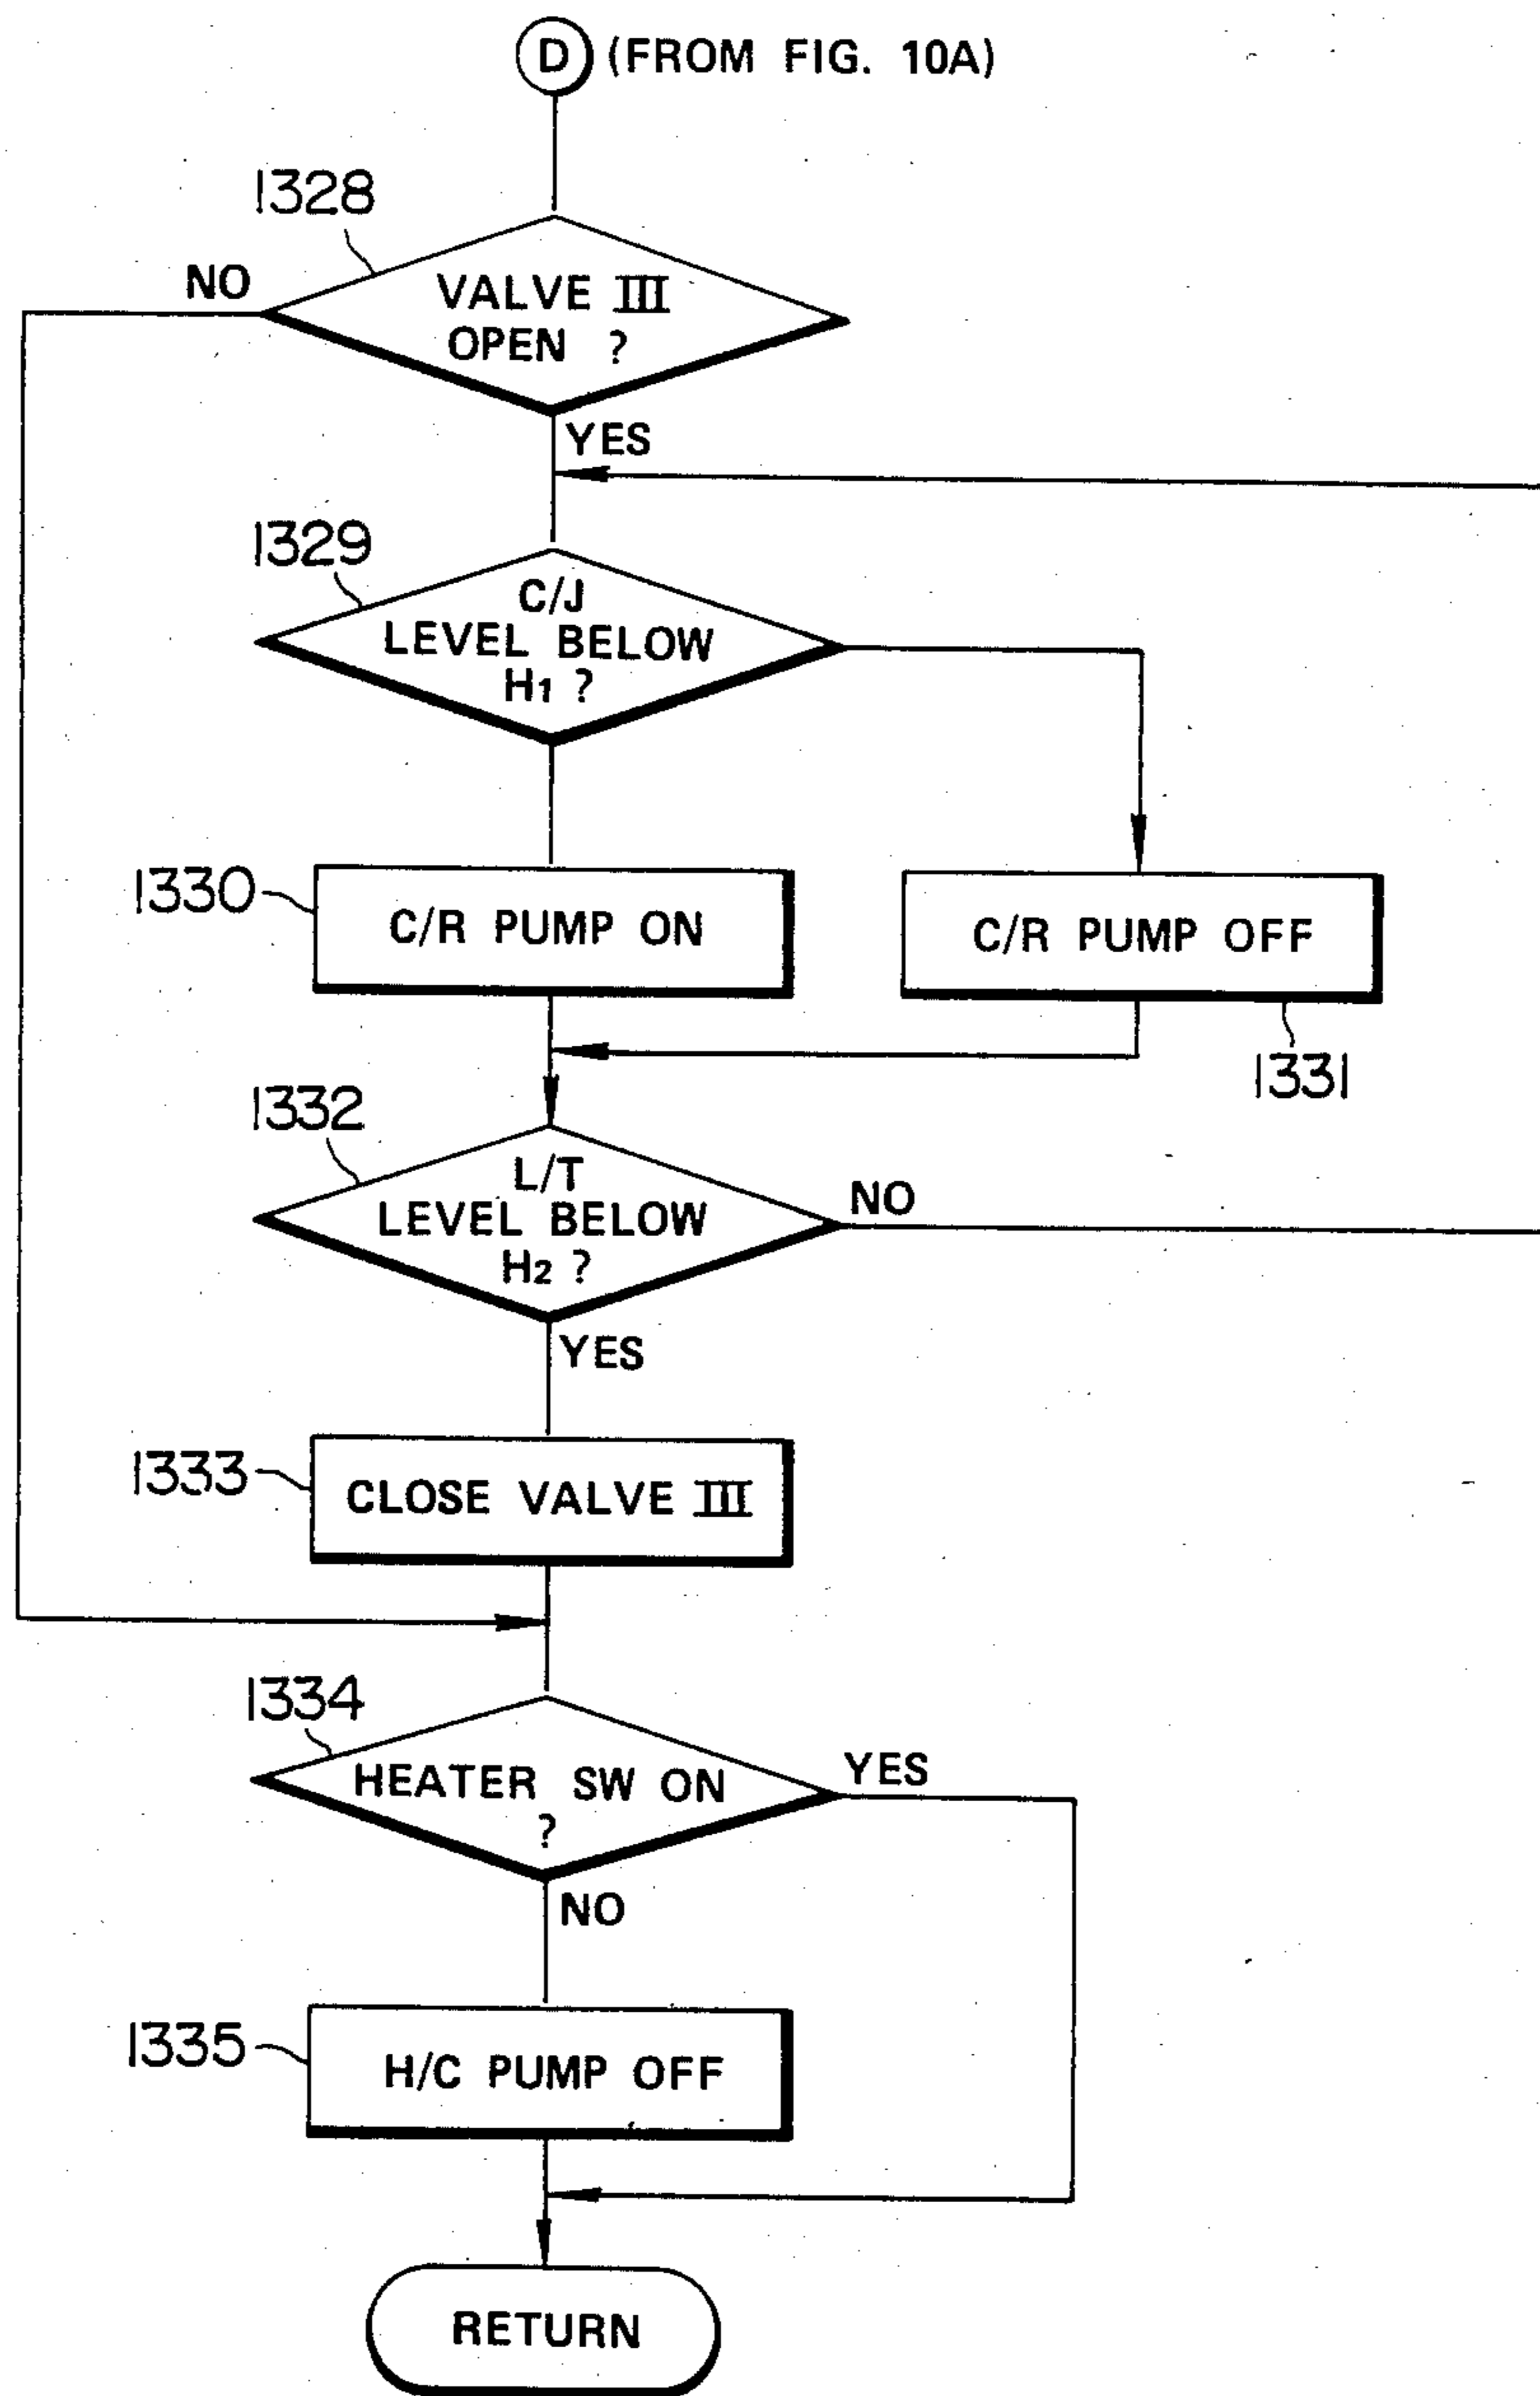 D (FROM FIG. 10A)
1328
NO
VALVE III
OPEN ?
YES
1329
C/J
LEVEL BELOW
H1 ?
1330
C/R PUMP ON
C/R PUMP OFF
1331
1332
L/T
LEVEL BELOW
H2 ?
NO
YES
1333
CLOSE VALVE III
1334
HEATER SW ON
?
YES
NO
1335
H/C PUMP OFF
RETURN